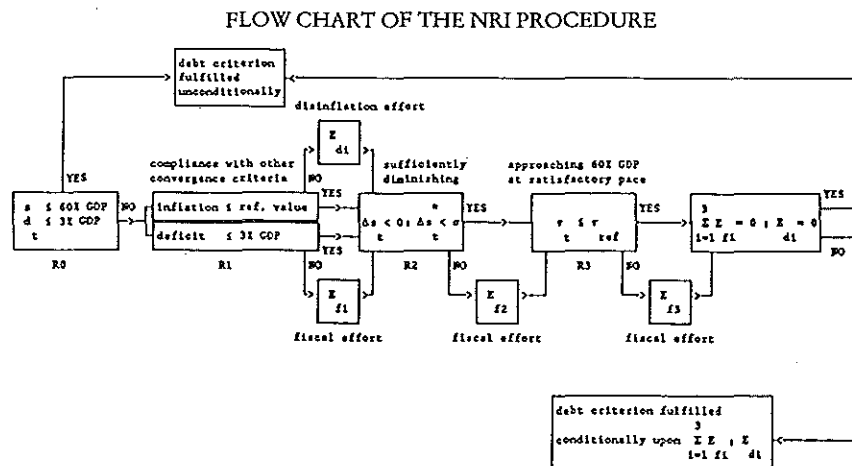 FLOW CHART OF THE NRI PROCEDURE
debt criterion
fulfilled
unconditionally
disinflation effort
Σ
di
YES
compliance with other
convergence criteria
NO
sufficiently
diminishing
approaching 60% GDP
at satisfactory pace
s ≤ 60% GDP
d ≤ 3% GDP
t
NO
inflation ≤ ref. value
deficit ≤ 3% GDP
YES
YES
*
Δs < 0; Δs < σ
t t
YES
τ ≤ τ
t ref
YES
3
Σ Σ = 0 ; Σ = 0
i=1 fi di
YES
NO
R0
R1
NO
R2
NO
R3
NO
Σ
f1
Σ
f2
Σ
f3
fiscal effort
fiscal effort
fiscal effort
debt criterion fulfilled
3
conditionally upon Σ Σ ; Σ
i=1 fi di